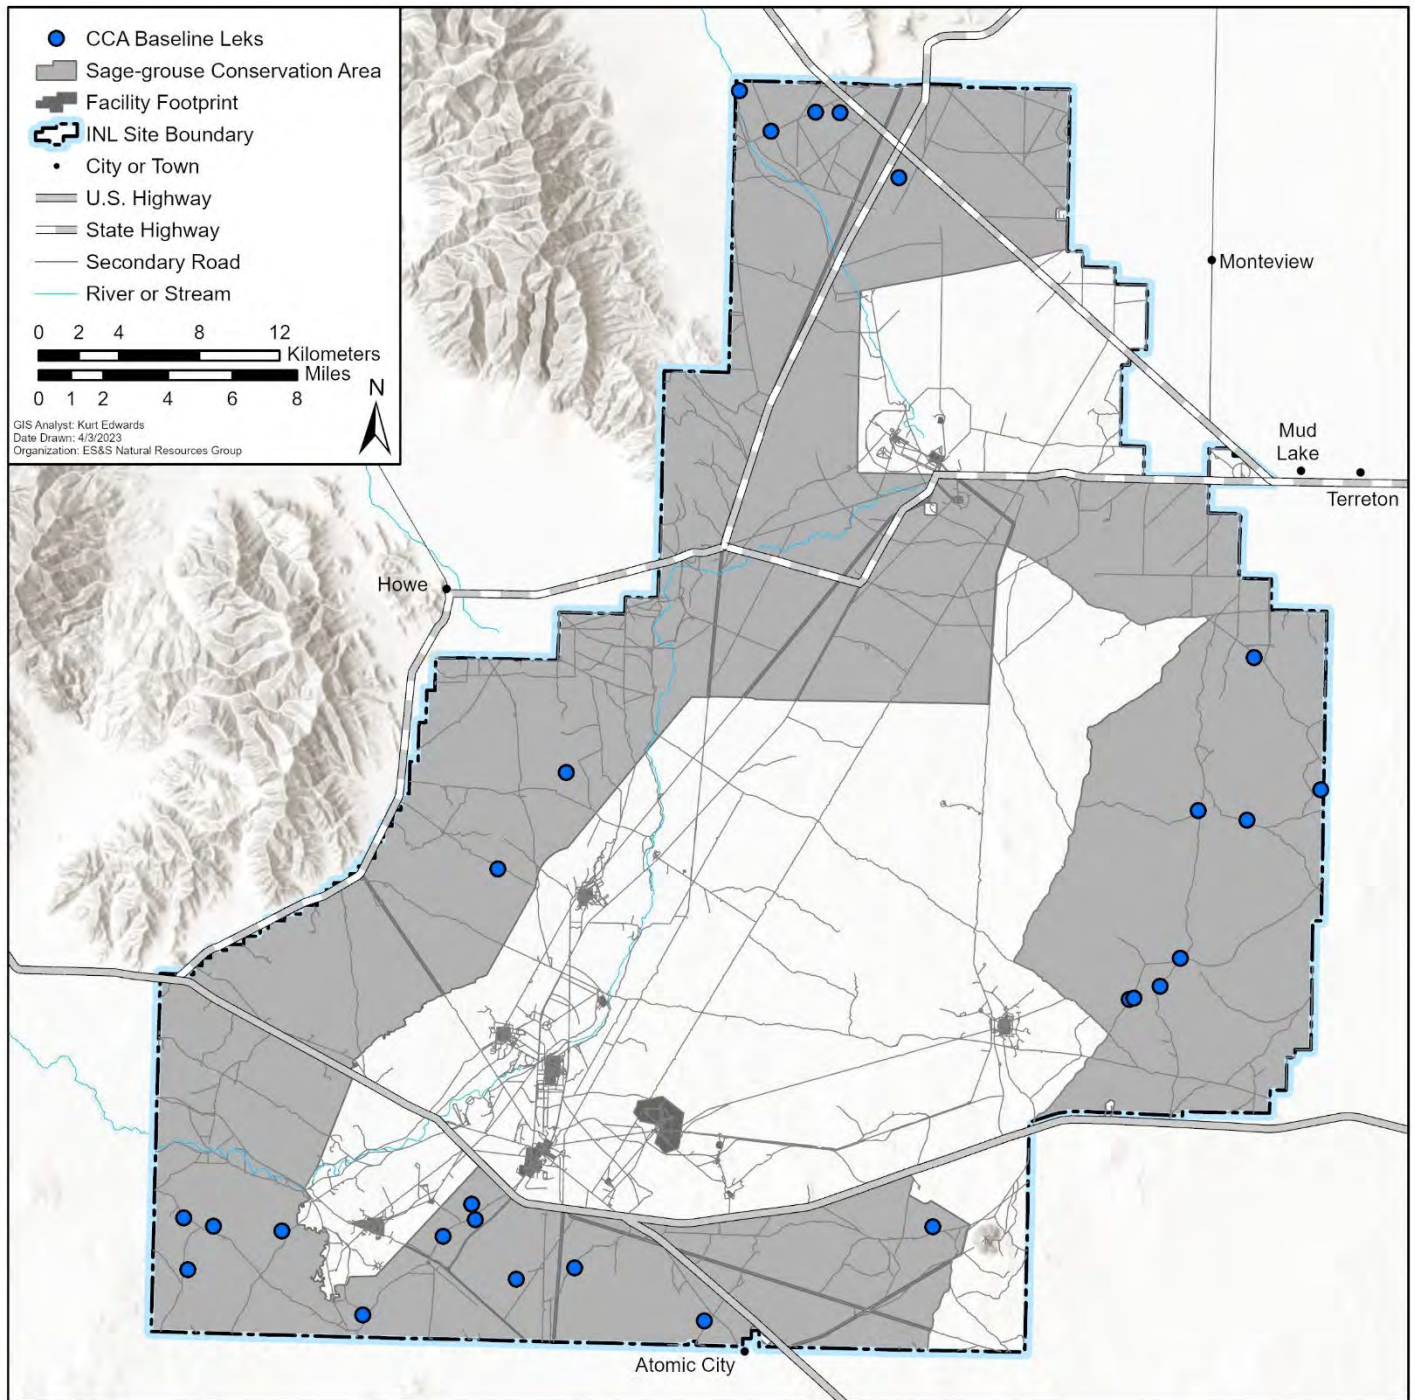 CCA Baseline Leks
Sage-grouse Conservation Area
Facility Footprint
INL Site Boundary
City or Town
U.S. Highway
State Highway
Secondary Road
River or Stream
0 2 4 8 12
Kilometers
Miles
0 1 2 4 6 8
N
GIS Analyst: Kurt Edwards
Date Drawn: 4/3/2023
Organization: ES&S Natural Resources Group
Monteview
Mud
Lake
Terreton
Howe
Atomic City